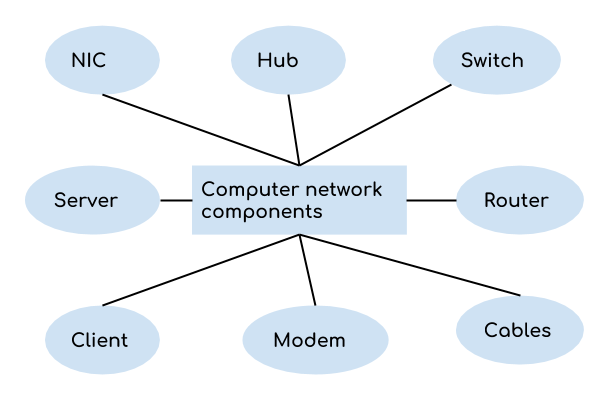 NIC
Hub
Switch
Server
Computer network
components
Router
Client
Modem
Cables